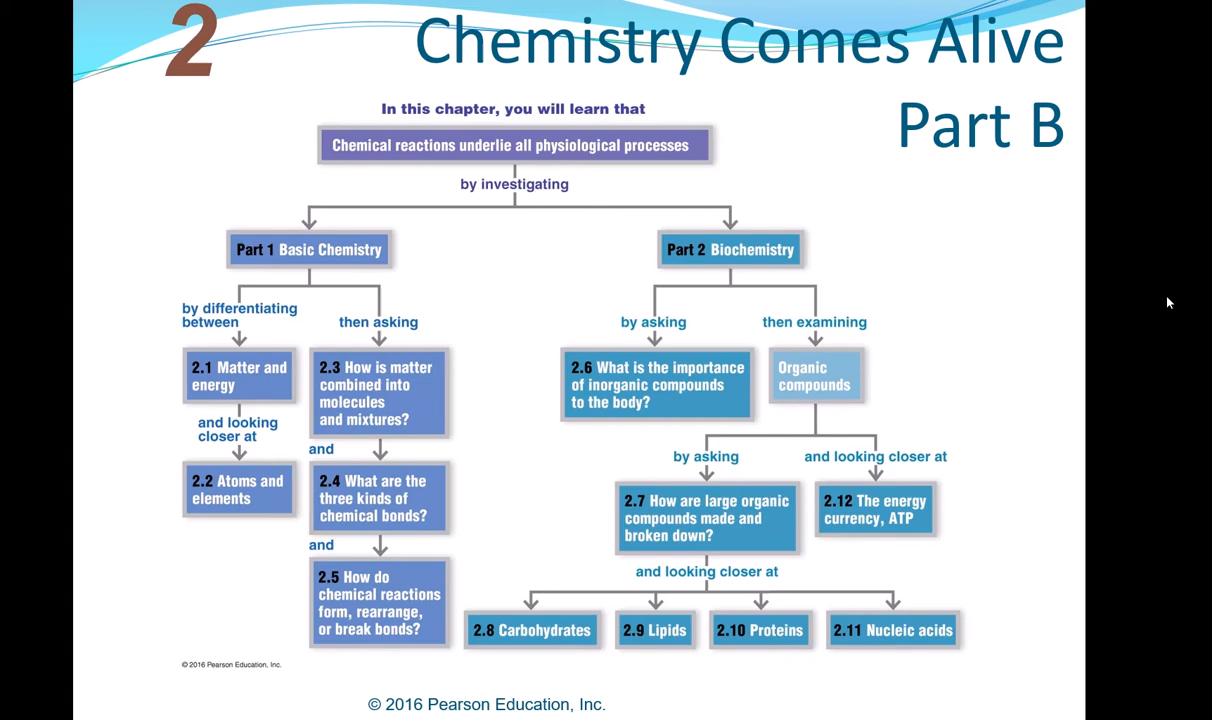 2
Chemistry Comes Alive
Part B
In this chapter, you will learn that
Chemical reactions underlie all physiological processes
by investigating
Part 1 Basic Chemistry
by differentiating
between
2.1 Matter and
energy
and looking
closer at
2.2 Atoms and
elements
then asking
2.3 How is matter
combined into
molecules
and mixtures?
and
2.4 What are the
three kinds of
chemical bonds?
and
2.5 How do
chemical reactions
form, rearrange,
or break bonds?
Part 2 Biochemistry
by asking
2.6 What is the importance
of inorganic compounds
to the body?
then examining
Organic
compounds
by asking
2.7 How are large organic
compounds made and
broken down?
and looking closer at
2.8 Carbohydrates
2.9 Lipids
2.10 Proteins
2.11 Nucleic acids
and looking closer at
2.12 The energy
currency, ATP
© 2016 Pearson Education, Inc.
© 2016 Pearson Education, Inc.